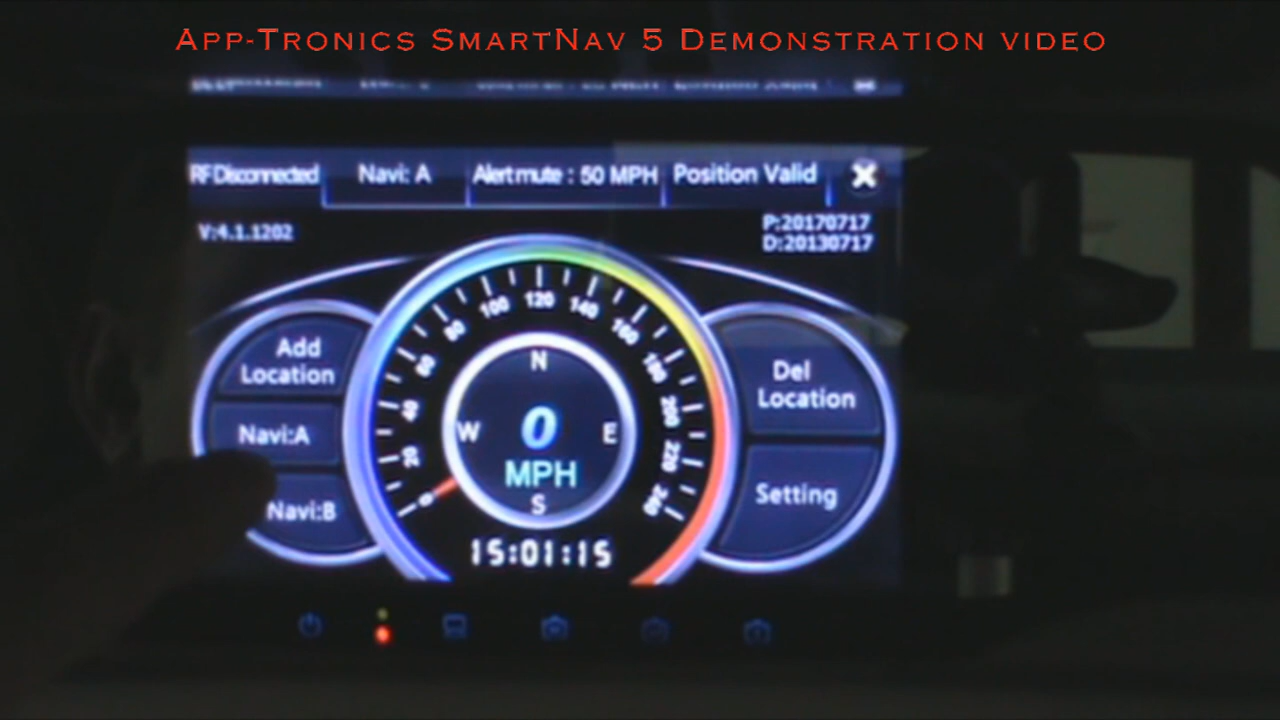 APP-TRONICS SMARTNAV 5 DEMONSTRATION VIDEO
RF Disconnected
Navi: A
Alert mute : 50 MPH
Position Valid
V:4.1.1202
P:20170717
D:20130717
Add
Location
Navi:A
Navi:B
0 20 40 60 80 100 120 140 160 180 200 220 240
N
W
E
S
0
MPH
15:01:15
Del
Location
Setting